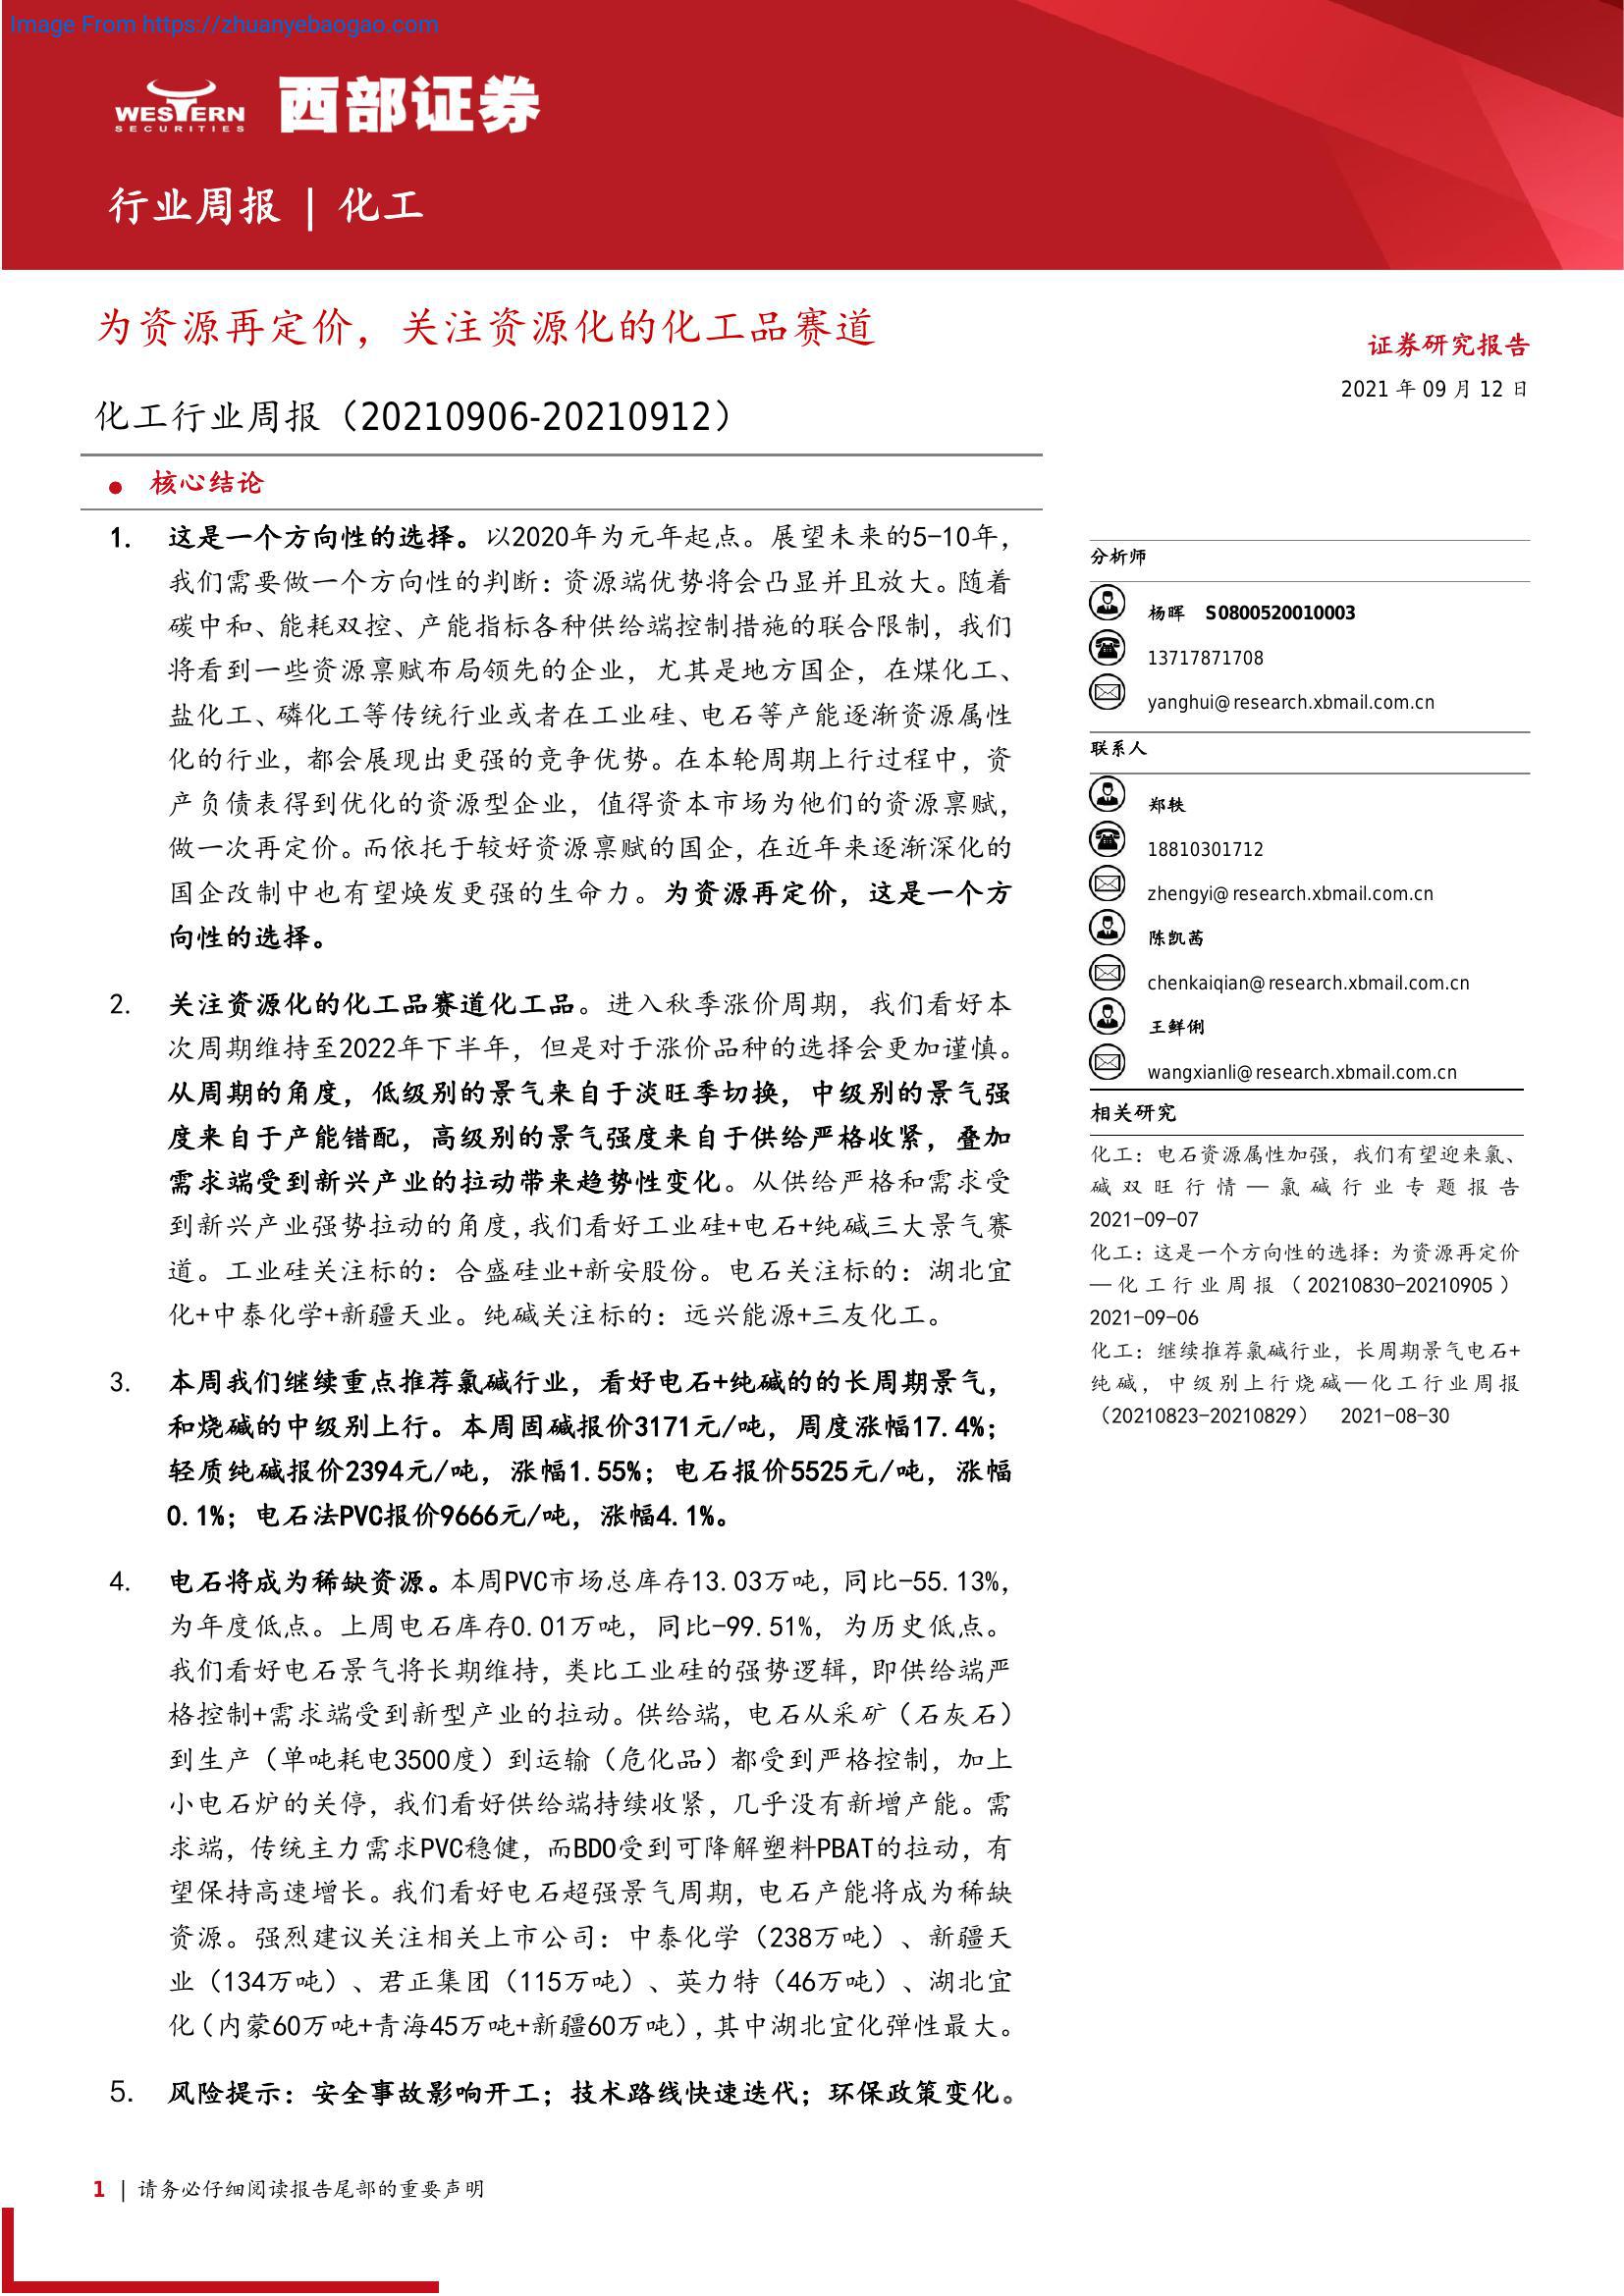 Image From https://zhuanyebaogao.com
WESTERN
SECURITIES
西部证券
行业周报 | 化工
为资源再定价，关注资源化的化工品赛道
化工行业周报（20210906-20210912）
● 核心结论
1. 这是一个方向性的选择。以2020年为元年起点。展望未来的5-10年，
我们需要做一个方向性的判断：资源端优势将会凸显并且放大。随着
碳中和、能耗双控、产能指标各种供给端控制措施的联合限制，我们
将看到一些资源禀赋布局领先的企业，尤其是地方国企，在煤化工、
盐化工、磷化工等传统行业或者在工业硅、电石等产能逐渐资源属性
化的行业，都会展现出更强的竞争优势。在本轮周期上行过程中，资
产负债表得到优化的资源型企业，值得资本市场为他们的资源禀赋，
做一次再定价。而依托于较好资源禀赋的国企，在近年来逐渐深化的
国企改制中也有望焕发更强的生命力。为资源再定价，这是一个方
向性的选择。
2. 关注资源化的化工品赛道化工品。进入秋季涨价周期，我们看好本
次周期维持至2022年下半年，但是对于涨价品种的选择会更加谨慎。
从周期的角度，低级别的景气来自于淡旺季切换，中级别的景气强
度来自于产能错配，高级别的景气强度来自于供给严格收紧，叠加
需求端受到新兴产业的拉动带来趋势性变化。从供给严格和需求受
到新兴产业强势拉动的角度，我们看好工业硅+电石+纯碱三大景气赛
道。工业硅关注标的：合盛硅业+新安股份。电石关注标的：湖北宜
化+中泰化学+新疆天业。纯碱关注标的：远兴能源+三友化工。
3. 本周我们继续重点推荐氯碱行业，看好电石+纯碱的的长周期景气，
和烧碱的中级别上行。本周固碱报价3171元/吨，周度涨幅17.4%；
轻质纯碱报价2394元/吨，涨幅1.55%；电石报价5525元/吨，涨幅
0.1%；电石法PVC报价9666元/吨，涨幅4.1%。
4. 电石将成为稀缺资源。本周PVC市场总库存13.03万吨，同比-55.13%，
为年度低点。上周电石库存0.01万吨，同比-99.51%，为历史低点。
我们看好电石景气将长期维持，类比工业硅的强势逻辑，即供给端严
格控制+需求端受到新型产业的拉动。供给端，电石从采矿（石灰石）
到生产（单吨耗电3500度）到运输（危化品）都受到严格控制，加上
小电石炉的关停，我们看好供给端持续收紧，几乎没有新增产能。需
求端，传统主力需求PVC稳健，而BDO受到可降解塑料PBAT的拉动，有
望保持高速增长。我们看好电石超强景气周期，电石产能将成为稀缺
资源。强烈建议关注相关上市公司：中泰化学（238万吨）、新疆天
业（134万吨）、君正集团（115万吨）、英力特（46万吨）、湖北宜
化（内蒙60万吨+青海45万吨+新疆60万吨），其中湖北宜化弹性最大。
5. 风险提示：安全事故影响开工；技术路线快速迭代；环保政策变化。
证券研究报告
2021 年 09 月 12 日
分析师
杨晖 S0800520010003
13717871708
yanghui@research.xbmail.com.cn
联系人
郑轶
18810301712
zhengyi@research.xbmail.com.cn
陈凯茜
chenkaiqian@research.xbmail.com.cn
王鲜俐
wangxianli@research.xbmail.com.cn
相关研究
化工：电石资源属性加强，我们有望迎来氯、
碱双旺行情—氯碱行业专题报告
2021-09-07
化工：这是一个方向性的选择：为资源再定价
—化工行业周报（20210830-20210905）
2021-09-06
化工：继续推荐氯碱行业，长周期景气电石+
纯碱，中级别上行烧碱—化工行业周报
（20210823-20210829） 2021-08-30
1 | 请务必仔细阅读报告尾部的重要声明